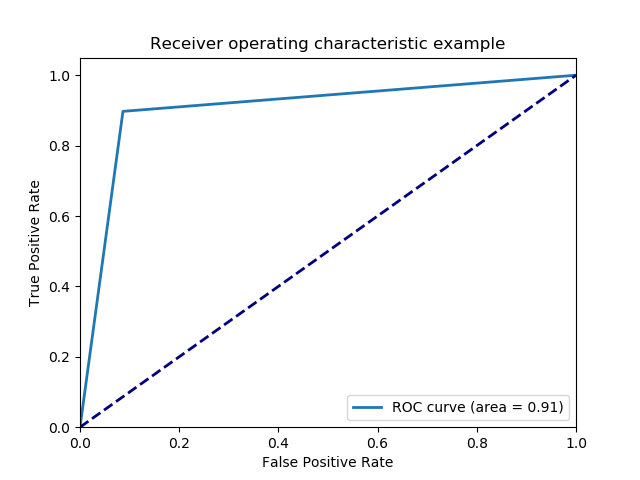 Receiver operating characteristic example
True Positive Rate
1.0
0.8
0.6
0.4
0.2
0.0
ROC curve (area = 0.91)
0.0 0.2 0.4 0.6 0.8 1.0
False Positive Rate